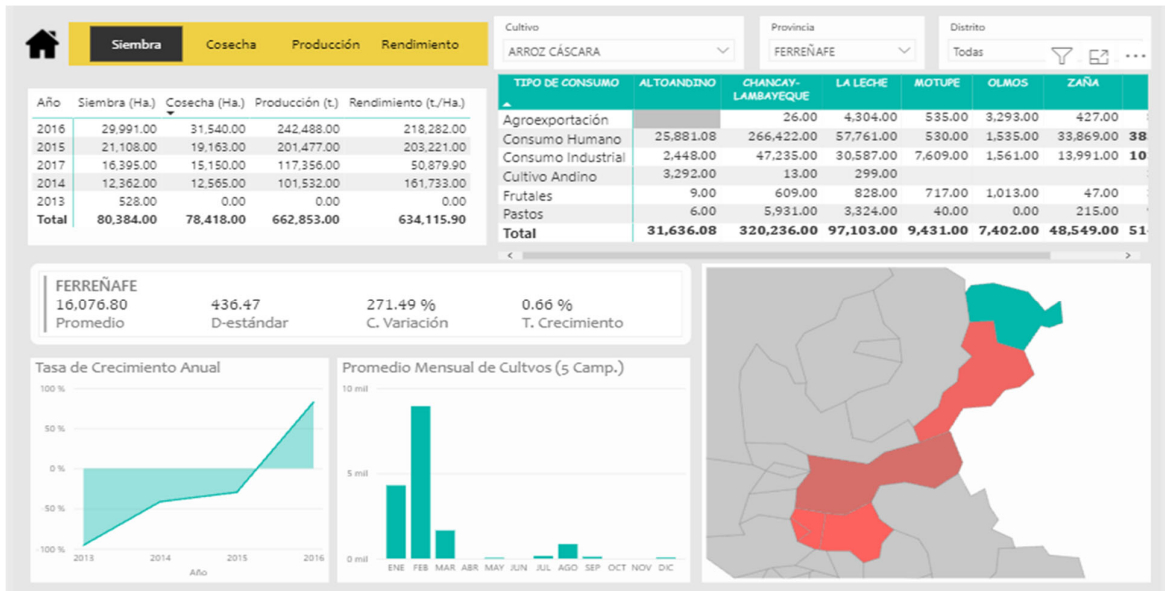 Siembra Cosecha Producción Rendimiento
Cultivo
ARROZ CÁSCARA
Provincia
FERREÑAFE
Distrito
Todas
Año Siembra (Ha.) Cosecha (Ha.) Producción (t.) Rendimiento (t./Ha.)
2016 29,991.00 31,540.00 242,488.00 218,282.00
2015 21,108.00 19,163.00 201,477.00 203,221.00
2017 16,395.00 15,150.00 117,356.00 50,879.90
2014 12,362.00 12,565.00 101,532.00 161,733.00
2013 528.00 0.00 0.00 0.00
Total 80,384.00 78,418.00 662,853.00 634,115.90
TIPO DE CONSUMO ALTOANDINO CHANCAY-LAMBAYEQUE LA LECHE MOTUPE OLMOS ZAÑA
Agroexportación 26.00 4,304.00 535.00 3,293.00 427.00
Consumo Humano 25,881.08 266,422.00 57,761.00 530.00 1,535.00 33,869.00 38
Consumo Industrial 2,448.00 47,235.00 30,587.00 7,609.00 1,561.00 13,991.00 10
Cultivo Andino 3,292.00 13.00 299.00
Frutales 9.00 609.00 828.00 717.00 1,013.00 47.00
Pastos 6.00 5,931.00 3,324.00 40.00 0.00 215.00
Total 31,636.08 320,236.00 97,103.00 9,431.00 7,402.00 48,549.00 51
FERREÑAFE
16,076.80 436.47 271.49 % 0.66 %
Promedio D-estándar C. Variación T. Crecimiento
Tasa de Crecimiento Anual
100 %
50 %
0 %
-50 %
-100 %
2013 2014 2015 2016
Año
Promedio Mensual de Cultvos (5 Camp.)
10 mil
5 mil
0 mil
ENE FEB MAR ABR MAY JUN JUL AGO SEP OCT NOV DIC